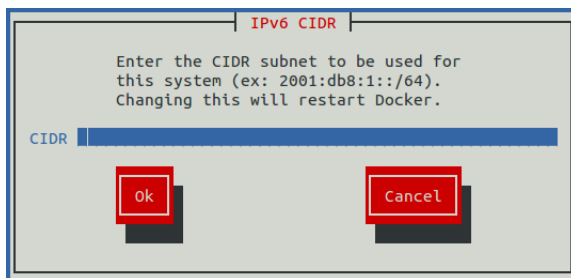 IPv6 CIDR
Enter the CIDR subnet to be used for
this system (ex: 2001:db8:1::/64).
Changing this will restart Docker.
CIDR
Ok Cancel